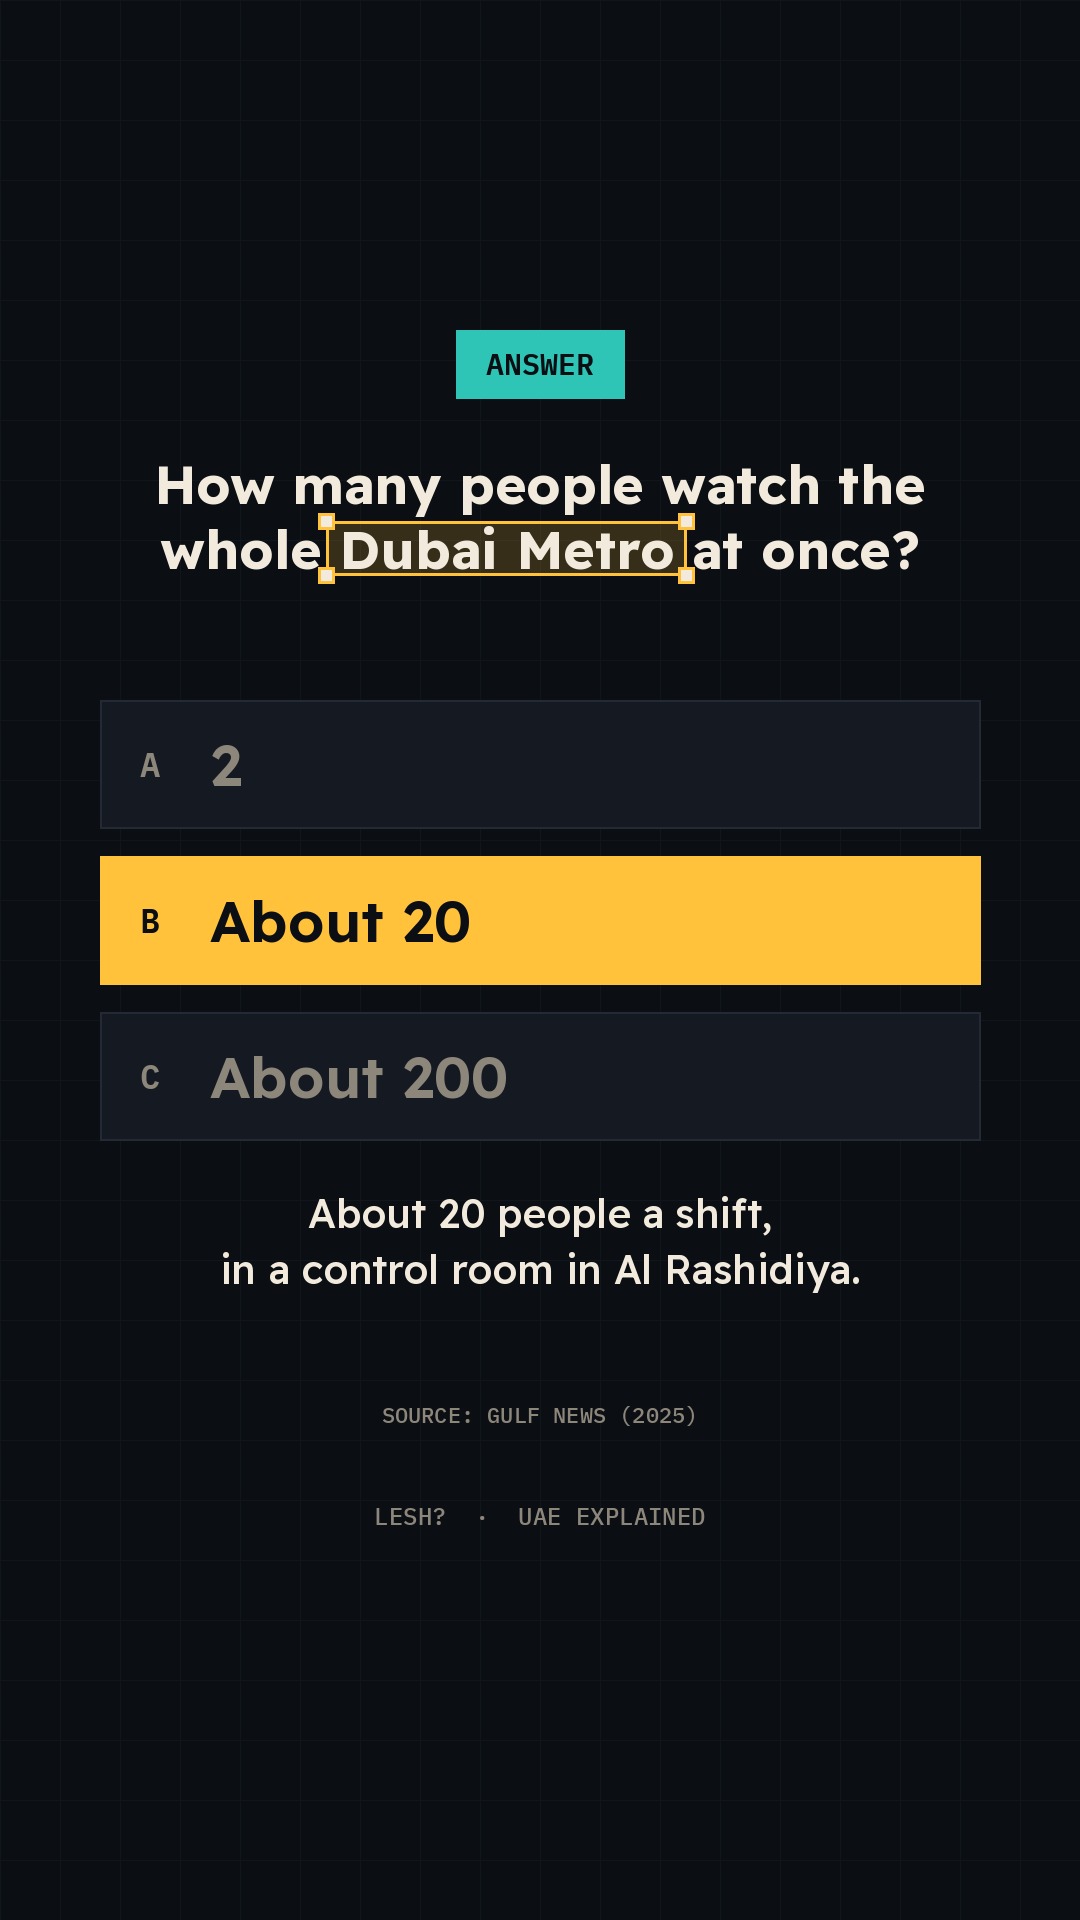 ANSWER
How many people watch the
whole Dubai Metro at once?
A 2
B About 20
C About 200
About 20 people a shift,
in a control room in Al Rashidiya.
SOURCE: GULF NEWS (2025)
LESH? · UAE EXPLAINED